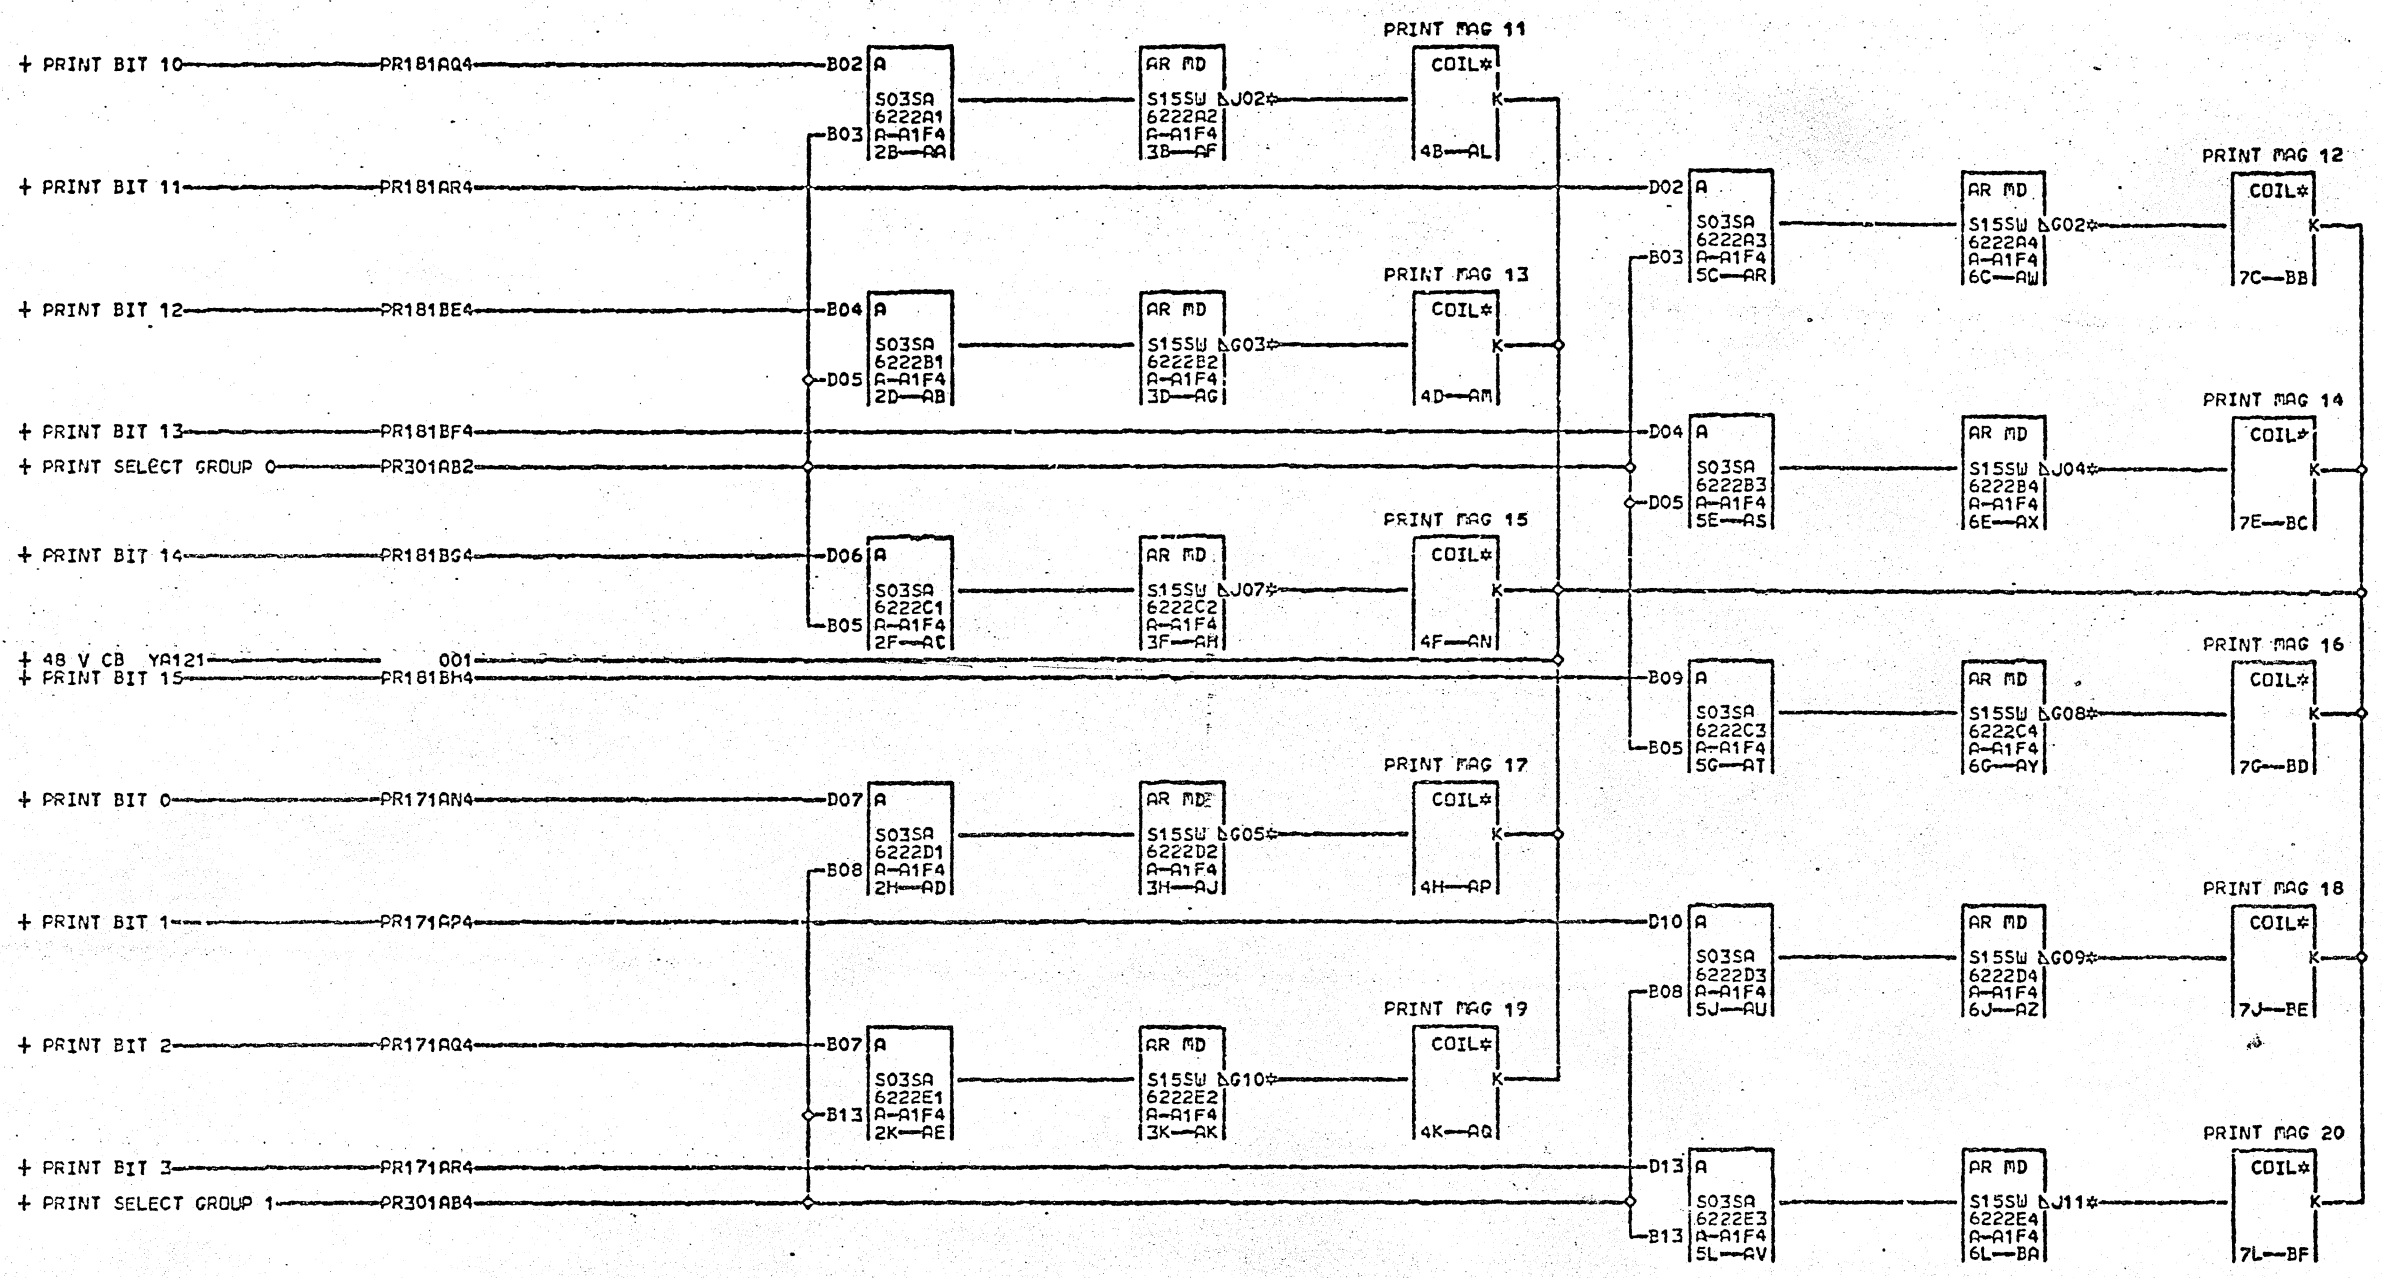 PRINT MAG 11
+ PRINT BIT 10 PR181AQ4 B02 A AR MD COIL*
S03SA S15SW J02* K
6222A1 6222A2
B03 A-A1F4 A-A1F4
2B-AA 3B-AF 4B-AL
PRINT MAG 12
+ PRINT BIT 11 PR181AR4 D02 A AR MD COIL*
S03SA S15SW G02* K
6222A3 6222A4
B03 A-A1F4 A-A1F4
5C-AR 6C-AW 7C-BB
PRINT MAG 13
+ PRINT BIT 12 PR181BE4 B04 A AR MD COIL*
S03SA S15SW G03* K
6222B1 6222B2
D05 A-A1F4 A-A1F4
2D-AB 3D-AG 4D-AM
PRINT MAG 14
+ PRINT BIT 13 PR181BF4 D04 A AR MD COIL*
+ PRINT SELECT GROUP 0 PR301AB2 S03SA S15SW J04* K
6222B3 6222B4
D05 A-A1F4 A-A1F4
5E-AS 6E-AX 7E-BC
PRINT MAG 15
+ PRINT BIT 14 PR181BG4 D06 A AR MD COIL*
S03SA S15SW J07* K
6222C1 6222C2
B05 A-A1F4 A-A1F4
2F-AC 3F-AH 4F-AN
PRINT MAG 16
+ 48 V CB YA121 001
+ PRINT BIT 15 PR181BH4 B09 A AR MD COIL*
S03SA S15SW G08* K
6222C3 6222C4
B05 A-A1F4 A-A1F4
5G-AT 6G-AY 7G-BD
PRINT MAG 17
+ PRINT BIT 0 PR171AN4 D07 A AR MD COIL*
S03SA S15SW G05* K
6222D1 6222D2
B08 A-A1F4 A-A1F4
2H-AD 3H-AJ 4H-AP
PRINT MAG 18
+ PRINT BIT 1 PR171AP4 D10 A AR MD COIL*
S03SA S15SW G09* K
6222D3 6222D4
B08 A-A1F4 A-A1F4
5J-AU 6J-AZ 7J-BE
PRINT MAG 19
+ PRINT BIT 2 PR171AQ4 B07 A AR MD COIL*
S03SA S15SW G10* K
6222E1 6222E2
B13 A-A1F4 A-A1F4
2K-AE 3K-AK 4K-AQ
PRINT MAG 20
+ PRINT BIT 3 PR171AR4 D13 A AR MD COIL*
+ PRINT SELECT GROUP 1 PR301AB4 S03SA S15SW J11* K
6222E3 6222E4
B13 A-A1F4 A-A1F4
5L-AV 6L-BA 7L-BF